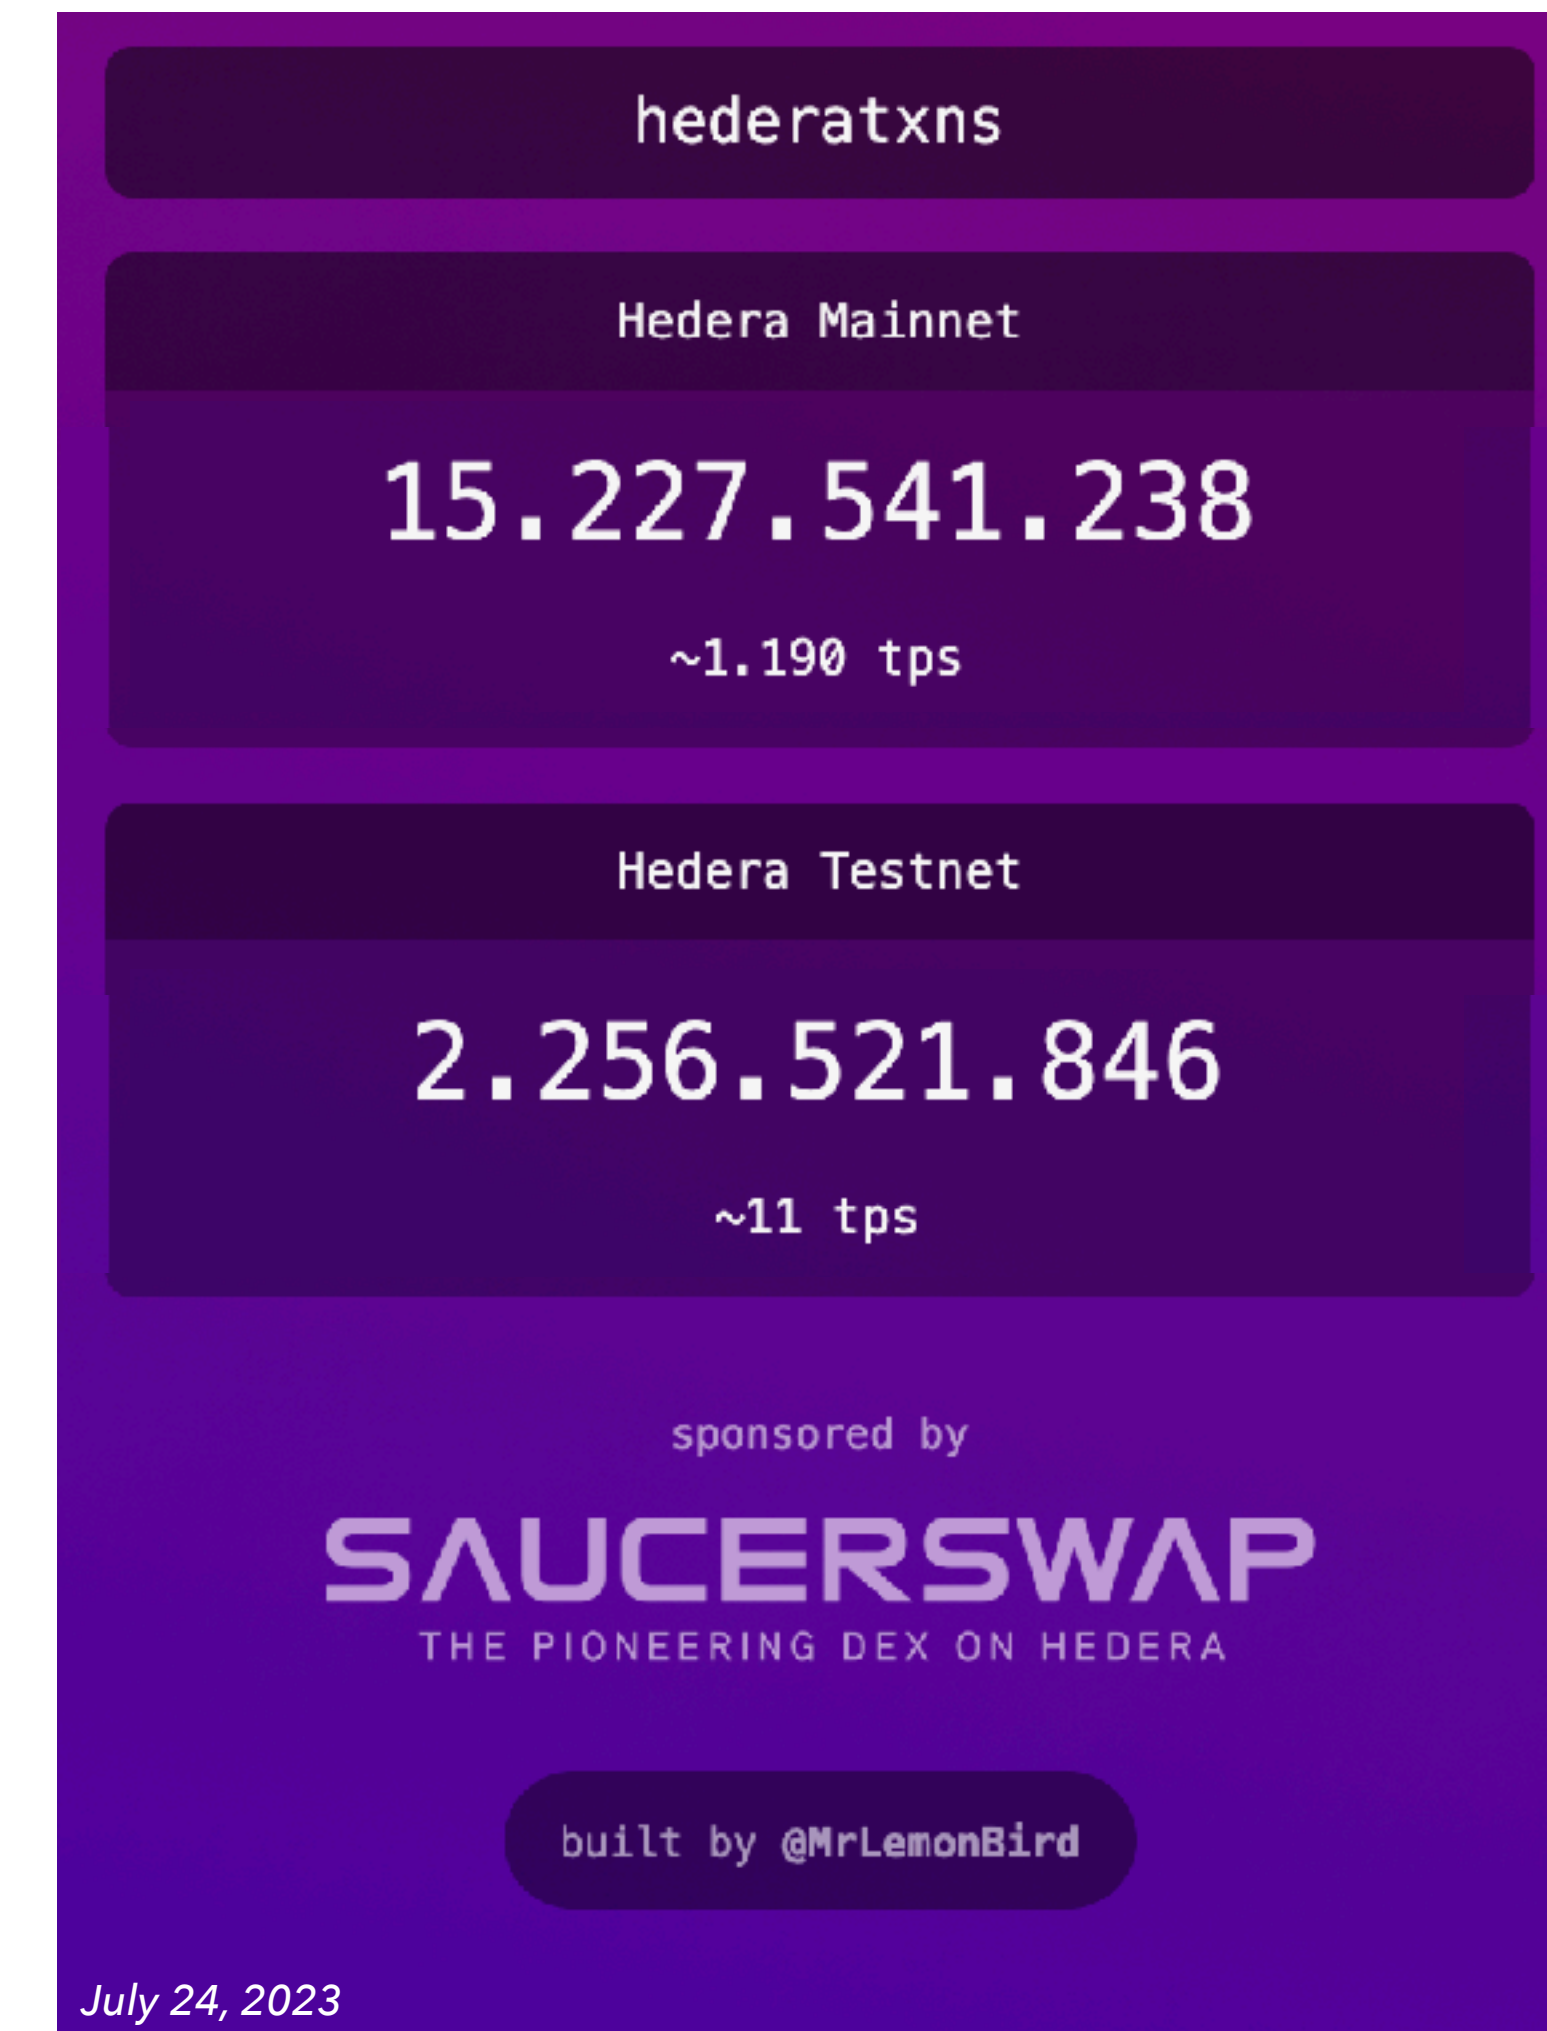 hederatxns
Hedera Mainnet
15.227.541.238
~1.190 tps
Hedera Testnet
2.256.521.846
~11 tps
sponsored by
SAUCERSWAP
THE PIONEERING DEX ON HEDERA
built by @MrLemonBird
July 24, 2023